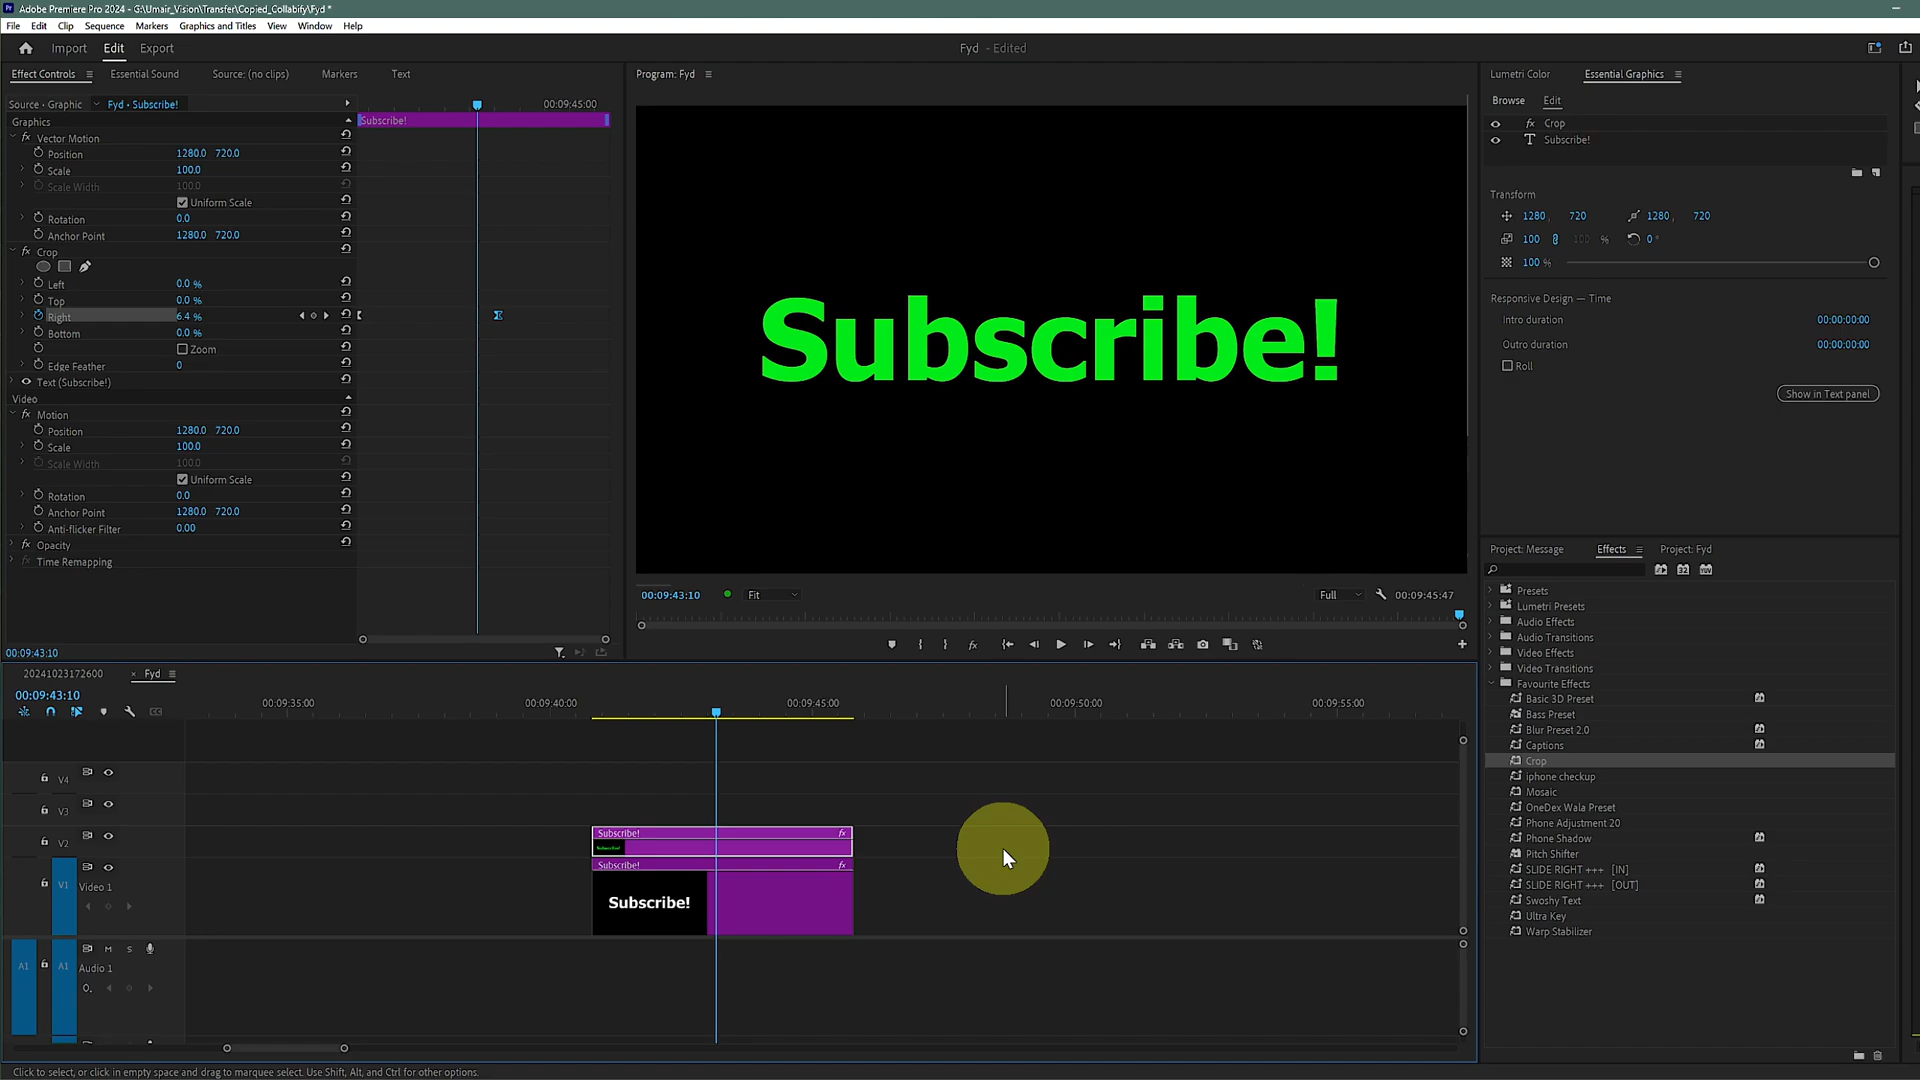 Adobe Premiere Pro 2024 - G:\Umair_Vision\Transfer\Copied_Collabify\Fyd *
File Edit Clip Sequence Markers Graphics and Titles View Window Help
Import Edit Export
Fyd - Edited
Effect Controls Essential Sound Source: (no clips) Markers Text
Source • Graphic Fyd • Subscribe! 00:09:45:00
Graphics Subscribe!
fx Vector Motion
Position 1280.0 720.0
Scale 100.0
Scale Width 100.0
Uniform Scale
Rotation 0.0
Anchor Point 1280.0 720.0
fx Crop
Left 0.0 %
Top 0.0 %
Right 6.4 %
Bottom 0.0 %
Zoom
Edge Feather 0
Text (Subscribe!)
Video
fx Motion
Position 1280.0 720.0
Scale 100.0
Scale Width 100.0
Uniform Scale
Rotation 0.0
Anchor Point 1280.0 720.0
Anti-flicker Filter 0.00
fx Opacity
fx Time Remapping
00:09:43:10
Program: Fyd
Subscribe!
00:09:43:10 Fit Full 00:09:45:47
fx
Lumetri Color Essential Graphics
Browse Edit
fx Crop
T Subscribe!
Transform
1280 , 720 1280 , 720
100 100 % 0 °
100 %
Responsive Design — Time
Intro duration 00:00:00:00
Outro duration 00:00:00:00
Roll
Show in Text panel
Project: Message Effects Project: Fyd
32 YUV
Presets
Lumetri Presets
Audio Effects
Audio Transitions
Video Effects
Video Transitions
Favourite Effects
Basic 3D Preset
Bass Preset
Blur Preset 2.0
Captions
Crop
iphone checkup
Mosaic
OneDex Wala Preset
Phone Adjustment 20
Phone Shadow
Pitch Shifter
SLIDE RIGHT +++ [IN]
SLIDE RIGHT +++ [OUT]
Swoshy Text
Ultra Key
Warp Stabilizer
20241023172600 × Fyd
00:09:43:10
00:09:35:00 00:09:40:00 00:09:45:00 00:09:50:00 00:09:55:00
V4
V3
V2
Subscribe! fx
Subscribe!
Subscribe! fx
V1 Video 1
Subscribe!
M S
A1 A1 Audio 1
O.
Click to select, or click in empty space and drag to marquee select. Use Shift, Alt, and Ctrl for other options.